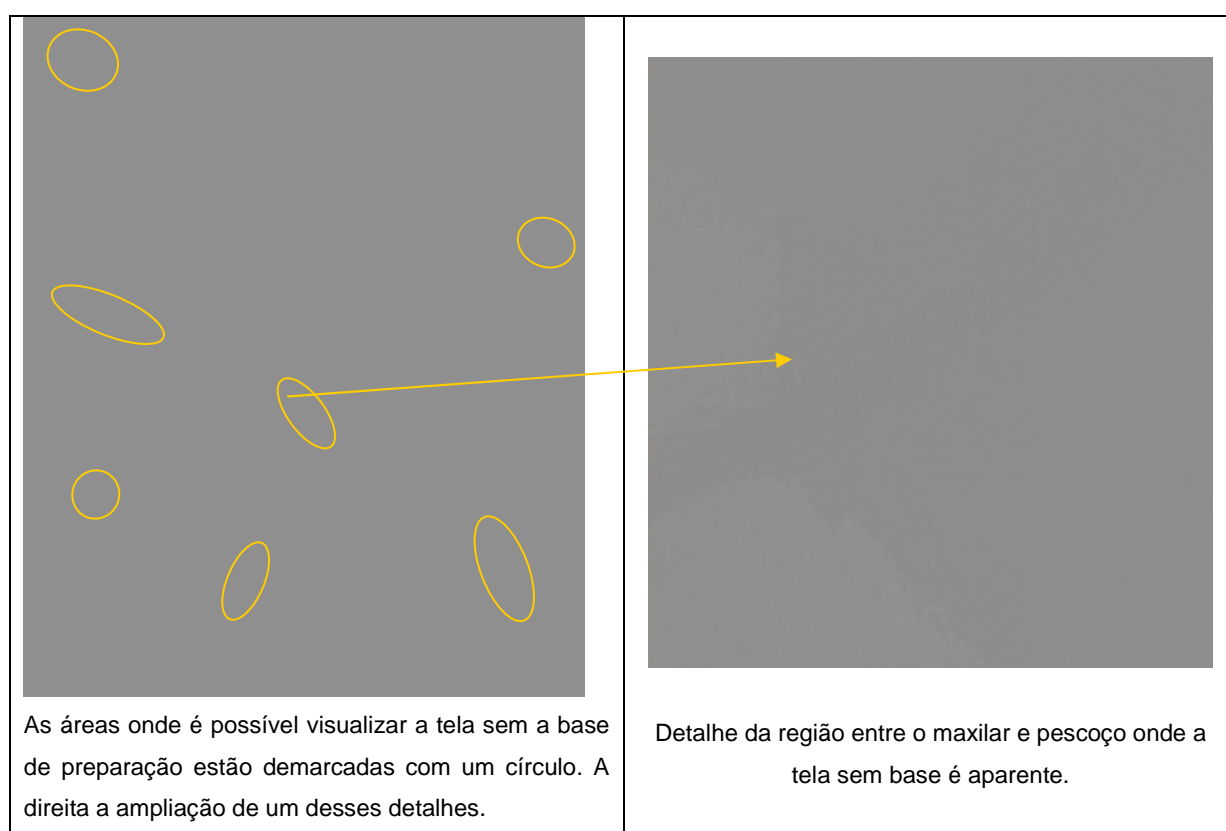 As áreas onde é possível visualizar a tela sem a base
de preparação estão demarcadas com um círculo. A
direita a ampliação de um desses detalhes.
Detalhe da região entre o maxilar e pescoço onde a
tela sem base é aparente.